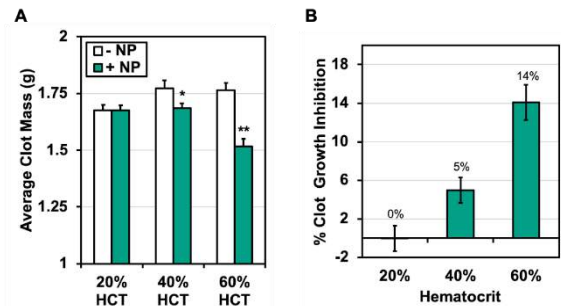 A
B
2
1.75
1.5
1.25
1
Average Clot Mass (g)
- NP
+ NP
*
**
20%
HCT
40%
HCT
60%
HCT
18
14
10
6
2
-2
% Clot Growth Inhibition
0%
5%
14%
20%
40%
60%
Hematocrit